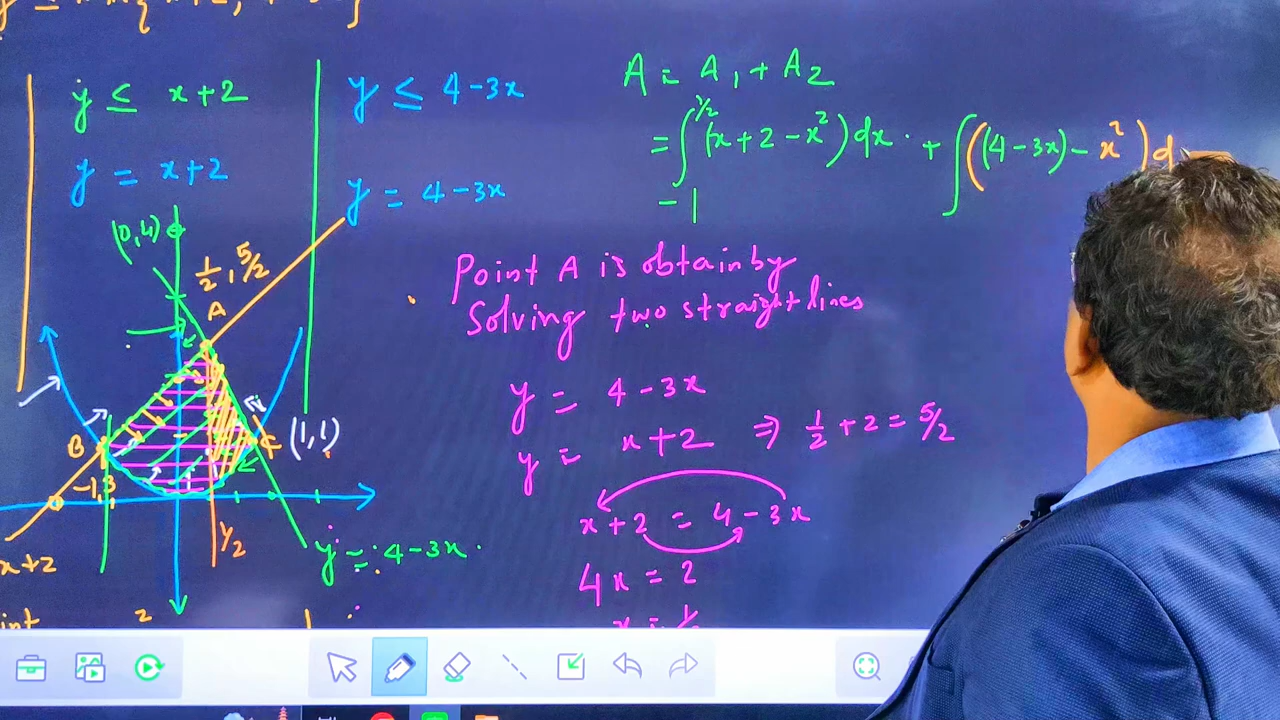 y ≤ x+2
y = x+2
y ≤ 4-3x
y = 4-3x
(0,4)
1/2, 5/2
A
B
-1,3
C
(1,1)
1/2
x+2
y = 4-3x
A = A1 + A2
= ∫_{-1}^{1/2} (x+2-x²) dx + ∫((4-3x)-x²) d
Point A is obtain by
Solving two straight lines
y = 4-3x
y = x+2 ⇒ 1/2+2 = 5/2
x+2 = 4-3x
4x = 2